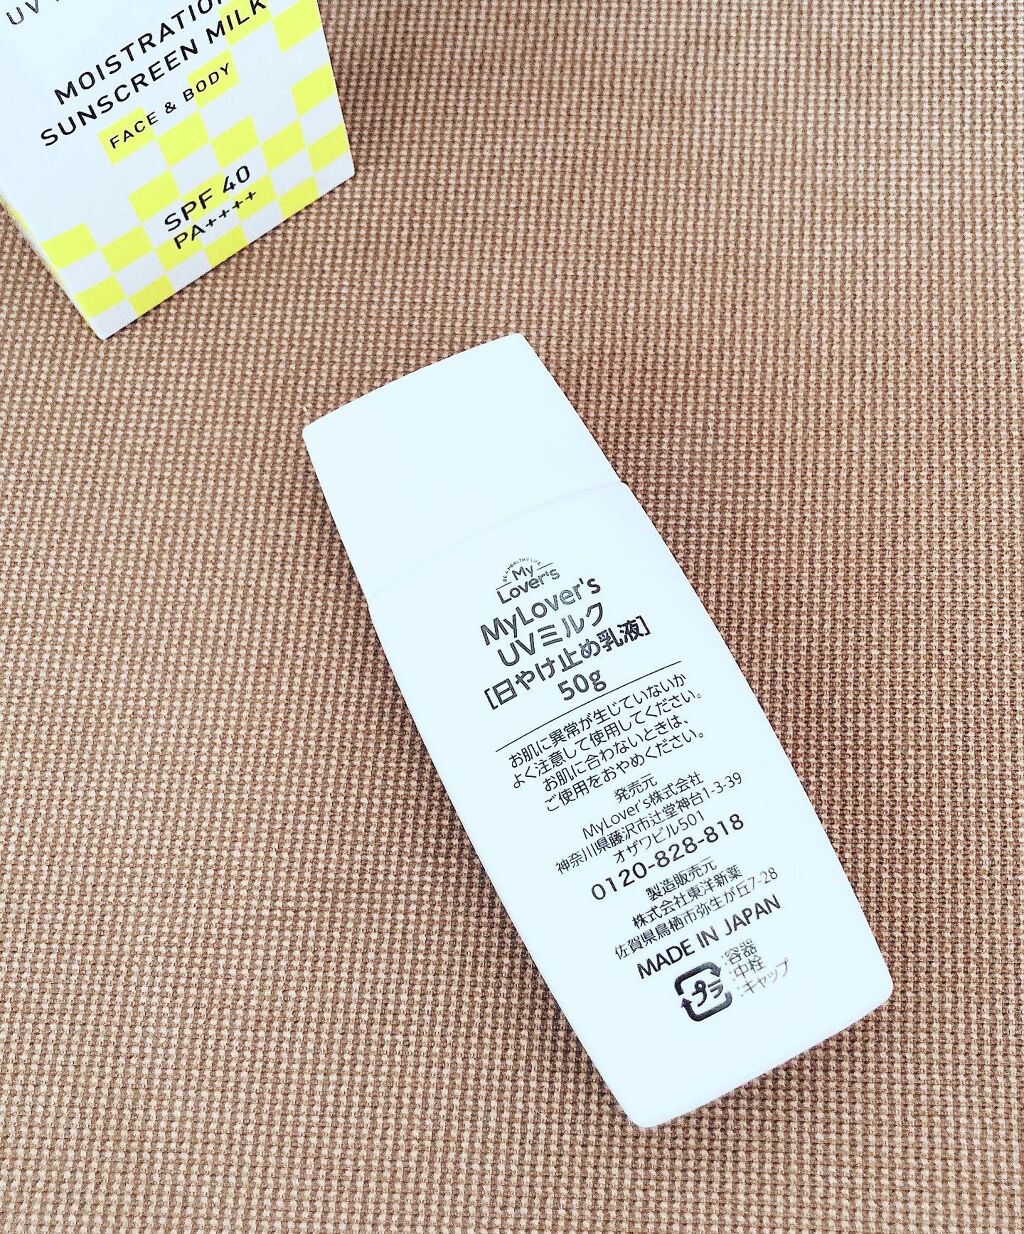 UV
MOISTRATION
SUNSCREEN MILK
FACE & BODY
SPF 40
PA++++
BE A HEALTHY LIFE
My
Lover's
MyLover's
UVミルク
[日やけ止め乳液]
50g
お肌に異常が生じていないか
よく注意して使用してください。
お肌に合わないときは、
ご使用をおやめください。
発売元
MyLover's株式会社
神奈川県藤沢市辻堂神台1-3-39
オザワビル501
0120-828-818
製造販売元
株式会社東洋新薬
佐賀県鳥栖市弥生が丘7-28
MADE IN JAPAN
プラ
:容器
:中栓
:キャップ